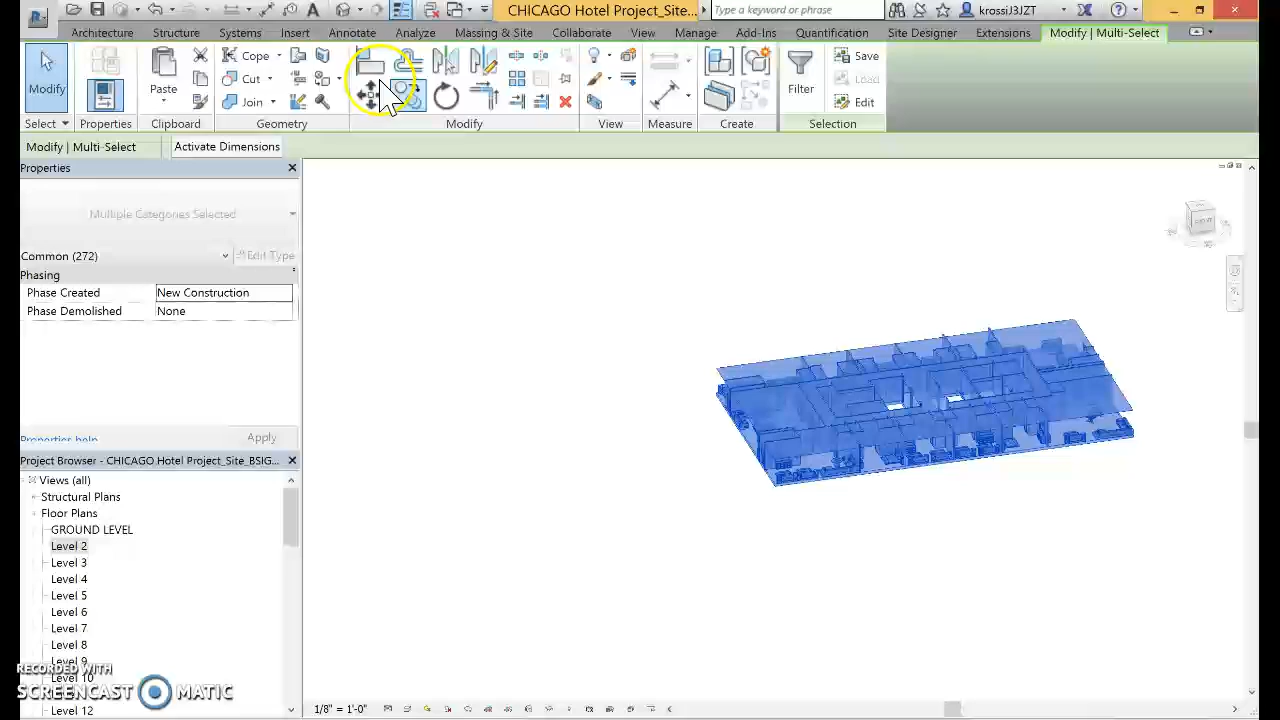 CHICAGO Hotel Project_Site...
Type a keyword or phrase
krossiJ3JZT
Architecture Structure Systems Insert Annotate Analyze Massing & Site Collaborate View Manage Add-Ins Quantification Site Designer Extensions Modify | Multi-Select
Modify Paste Cope Cut Join Filter Save Load Edit
Select Properties Clipboard Geometry Modify View Measure Create Selection
Modify | Multi-Select Activate Dimensions
Properties
Multiple Categories Selected
Common (272) Edit Type
Phasing
Phase Created New Construction
Phase Demolished None
Properties help Apply
Project Browser - CHICAGO Hotel Project_Site_BSIG...
Views (all)
Structural Plans
Floor Plans
GROUND LEVEL
Level 2
Level 3
Level 4
Level 5
Level 6
Level 7
Level 8
Level 9
Level 10
Level 12
RECORDED WITH
SCREENCAST MATIC
1/8" = 1'-0"